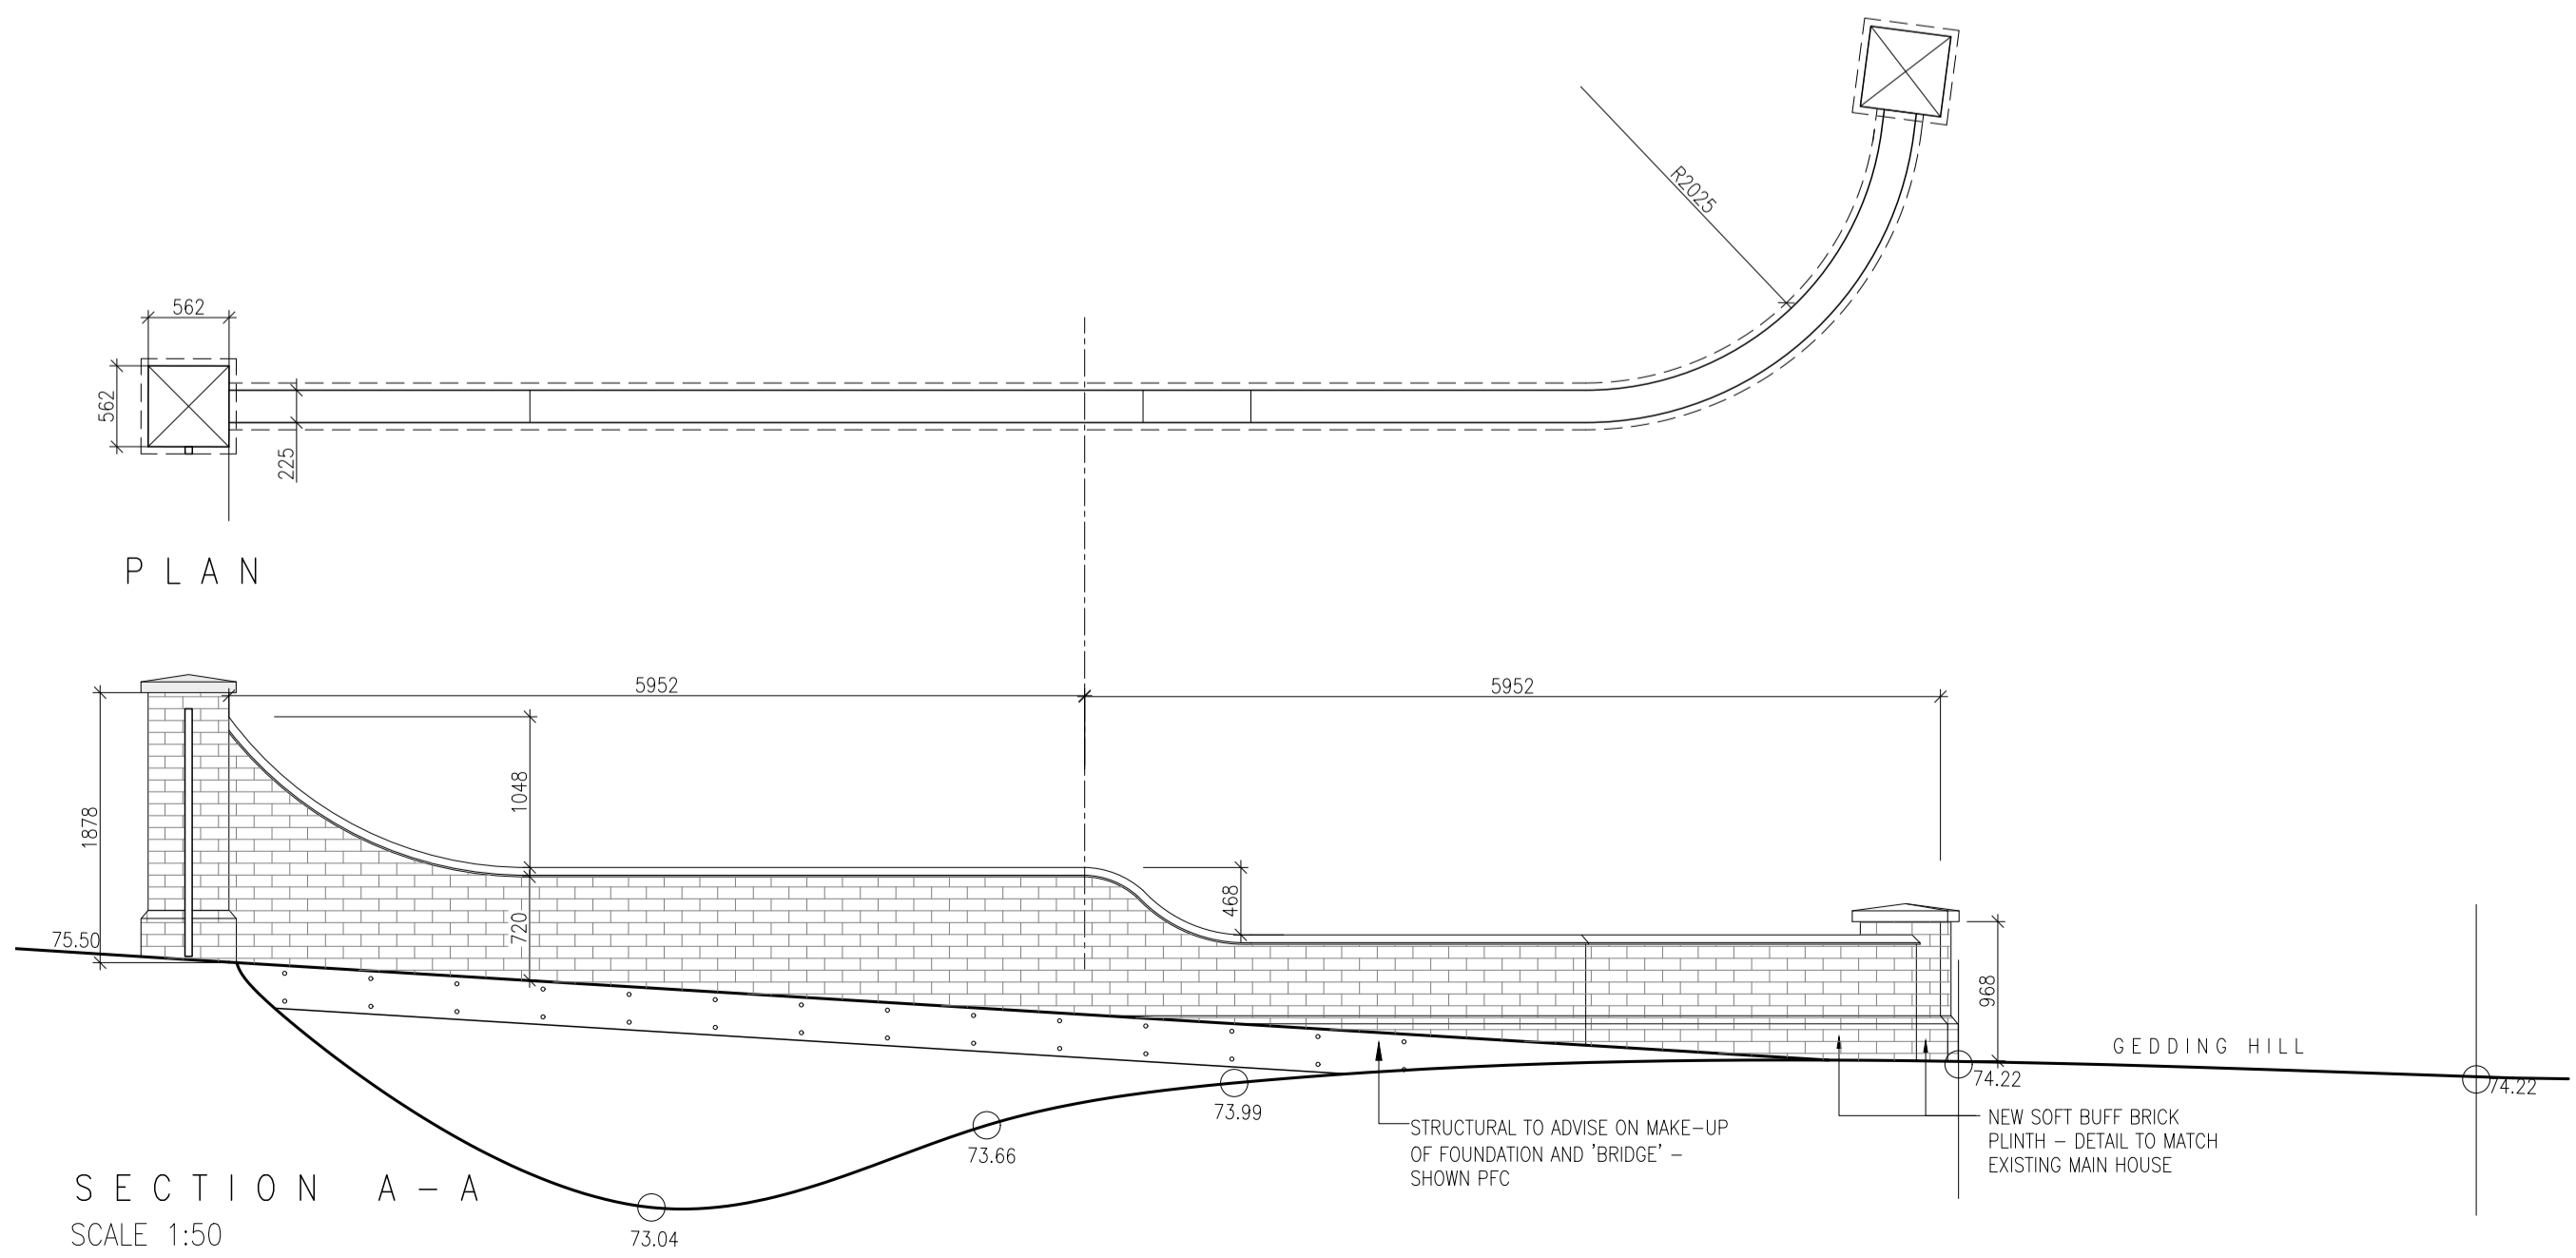 R2025
562
562
225
P L A N
5952
5952
1048
1878
468
720
75.50
968
GEDDING HILL
74.22
74.22
73.99
STRUCTURAL TO ADVISE ON MAKE-UP
OF FOUNDATION AND 'BRIDGE' -
SHOWN PFC
NEW SOFT BUFF BRICK
PLINTH - DETAIL TO MATCH
EXISTING MAIN HOUSE
73.66
73.04
SECTION A-A
SCALE 1:50